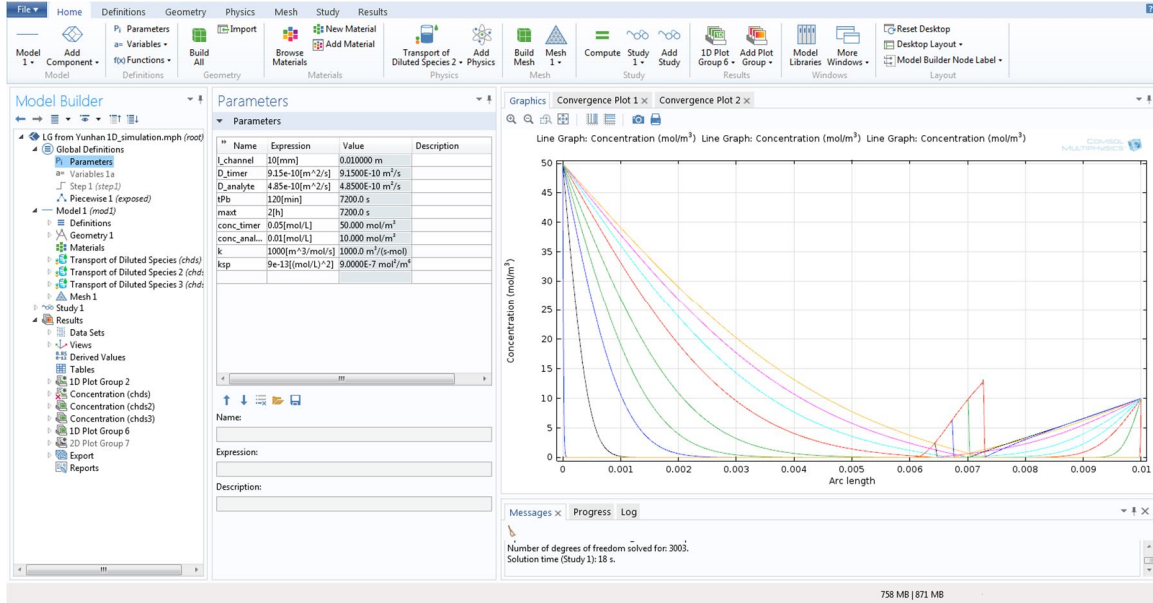 File Home Definitions Geometry Physics Mesh Study Results
Model 1 Add Component Model
Pi Parameters
a= Variables
f(x) Functions
Definitions
Build All Import Geometry
Browse Materials New Material Add Material Materials
Transport of Diluted Species 2 Add Physics Physics
Build Mesh Mesh 1 Mesh
Compute Study 1 Add Study Study
1D Plot Group 6 Add Plot Group Results
Model Libraries More Windows Windows
Reset Desktop
Desktop Layout
Model Builder Node Label
Layout
Model Builder
LG from Yunhan 1D_simulation.mph (root)
Global Definitions
Pi Parameters
a= Variables 1a
Step 1 (step1)
Piecewise 1 (exposed)
Model 1 (mod1)
Definitions
Geometry 1
Materials
Transport of Diluted Species (chds)
Transport of Diluted Species 2 (chds
Transport of Diluted Species 3 (chds
Mesh 1
Study 1
Results
Data Sets
Views
Derived Values
Tables
1D Plot Group 2
Concentration (chds)
Concentration (chds2)
Concentration (chds3)
1D Plot Group 6
2D Plot Group 7
Export
Reports
Parameters
Parameters
Name Expression Value Description
l_channel 10[mm] 0.010000 m
D_timer 9.15e-10[m^2/s] 9.1500E-10 m²/s
D_analyte 4.85e-10[m^2/s] 4.8500E-10 m²/s
tPb 120[min] 7200.0 s
maxt 2[h] 7200.0 s
conc_timer 0.05[mol/L] 50.000 mol/m³
conc_anal... 0.01[mol/L] 10.000 mol/m³
k 1000[m^3/mol/s] 1000.0 m³/(s·mol)
ksp 9e-13[(mol/L)^2] 9.0000E-7 mol²/m⁶
Name:
Expression:
Description:
Graphics Convergence Plot 1 Convergence Plot 2
Line Graph: Concentration (mol/m³) Line Graph: Concentration (mol/m³) Line Graph: Concentration (mol/m³)
COMSOL
MULTIPHYSICS
Concentration (mol/m³)
50
45
40
35
30
25
20
15
10
5
0
0 0.001 0.002 0.003 0.004 0.005 0.006 0.007 0.008 0.009 0.01
Arc length
Messages Progress Log
Number of degrees of freedom solved for: 3003.
Solution time (Study 1): 18 s.
758 MB | 871 MB